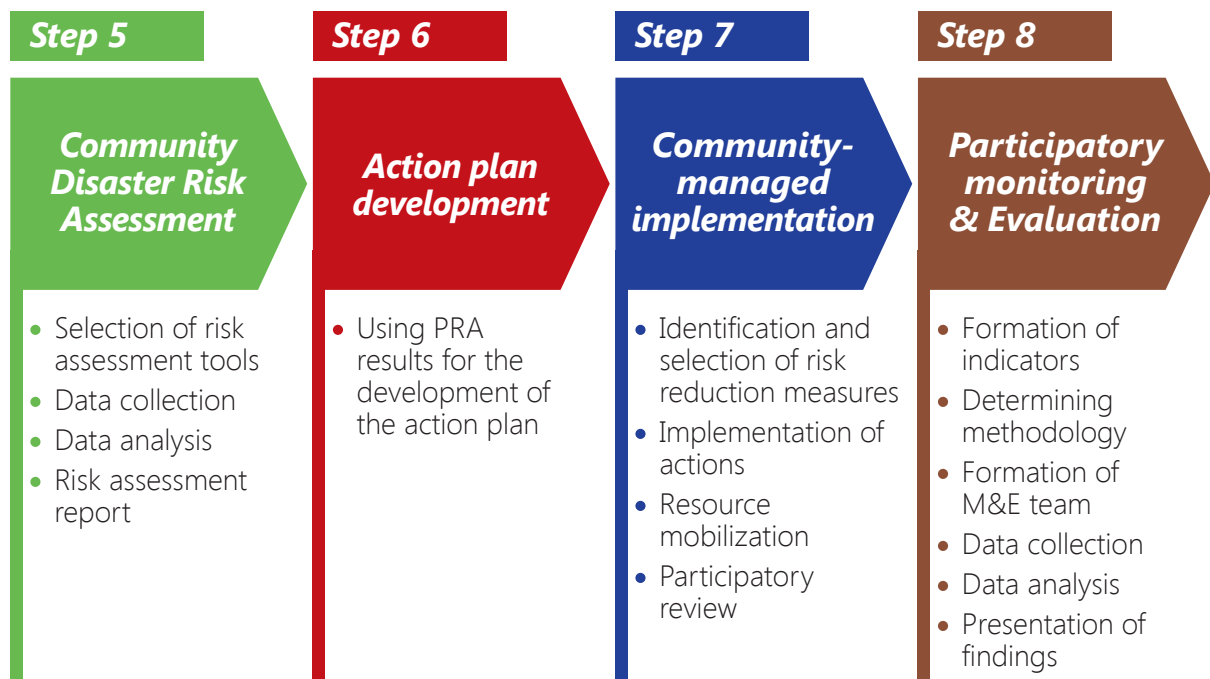 Step 5
Community
Disaster Risk
Assessment
• Selection of risk
assessment tools
• Data collection
• Data analysis
• Risk assessment
report
Step 6
Action plan
development
• Using PRA
results for the
development of
the action plan
Step 7
Community-
managed
implementation
• Identification and
selection of risk
reduction measures
• Implementation of
actions
• Resource
mobilization
• Participatory
review
Step 8
Participatory
monitoring
& Evaluation
• Formation of
indicators
• Determining
methodology
• Formation of
M&E team
• Data collection
• Data analysis
• Presentation of
findings